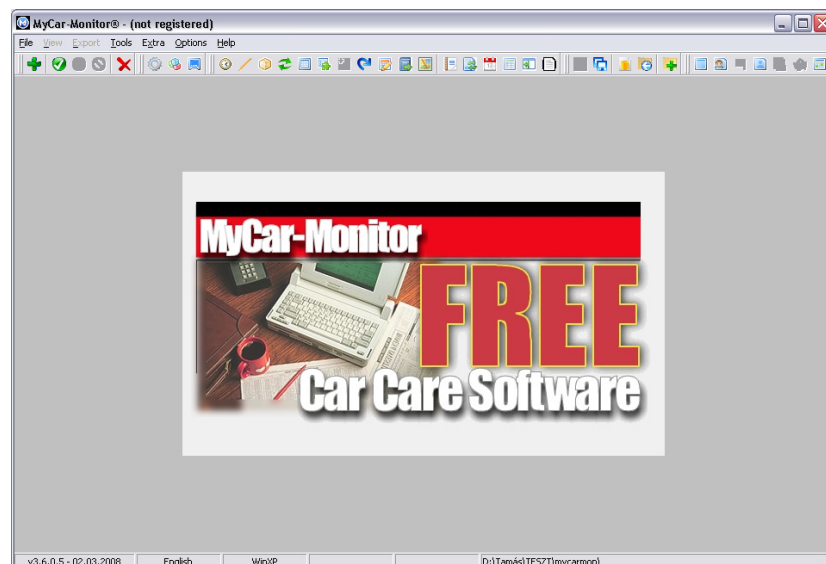 MyCar-Monitor® - (not registered)
File View Export Tools Extra Options Help
MyCar-Monitor
FREE
Car Care Software
v3.6.0.5 - 02.03.2008 English WinXP D:\Tamás\TESZT\mycarmon\